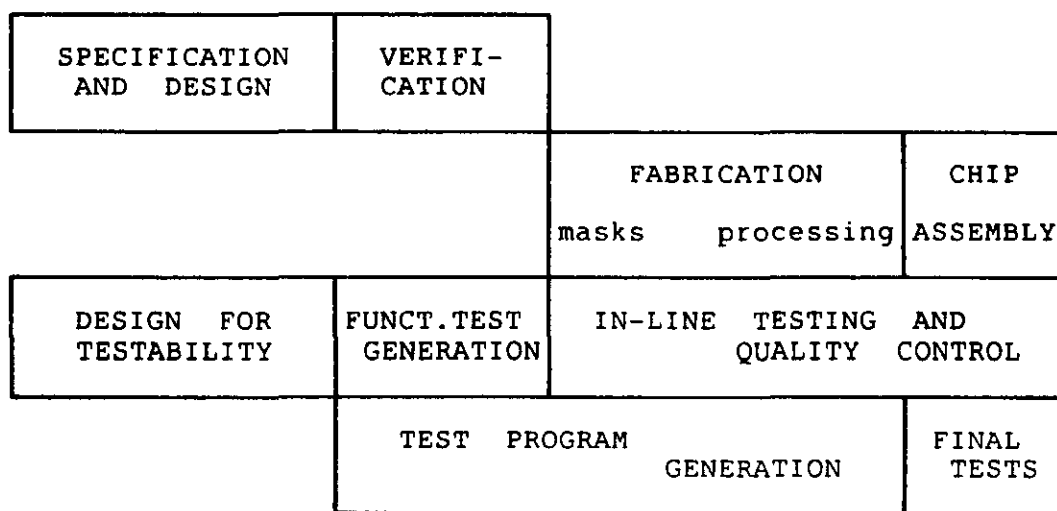 SPECIFICATION
AND DESIGN
VERIFI-
CATION
FABRICATION
masks processing
CHIP
ASSEMBLY
DESIGN FOR
TESTABILITY
FUNCT.TEST
GENERATION
IN-LINE TESTING AND
QUALITY CONTROL
TEST PROGRAM
GENERATION
FINAL
TESTS